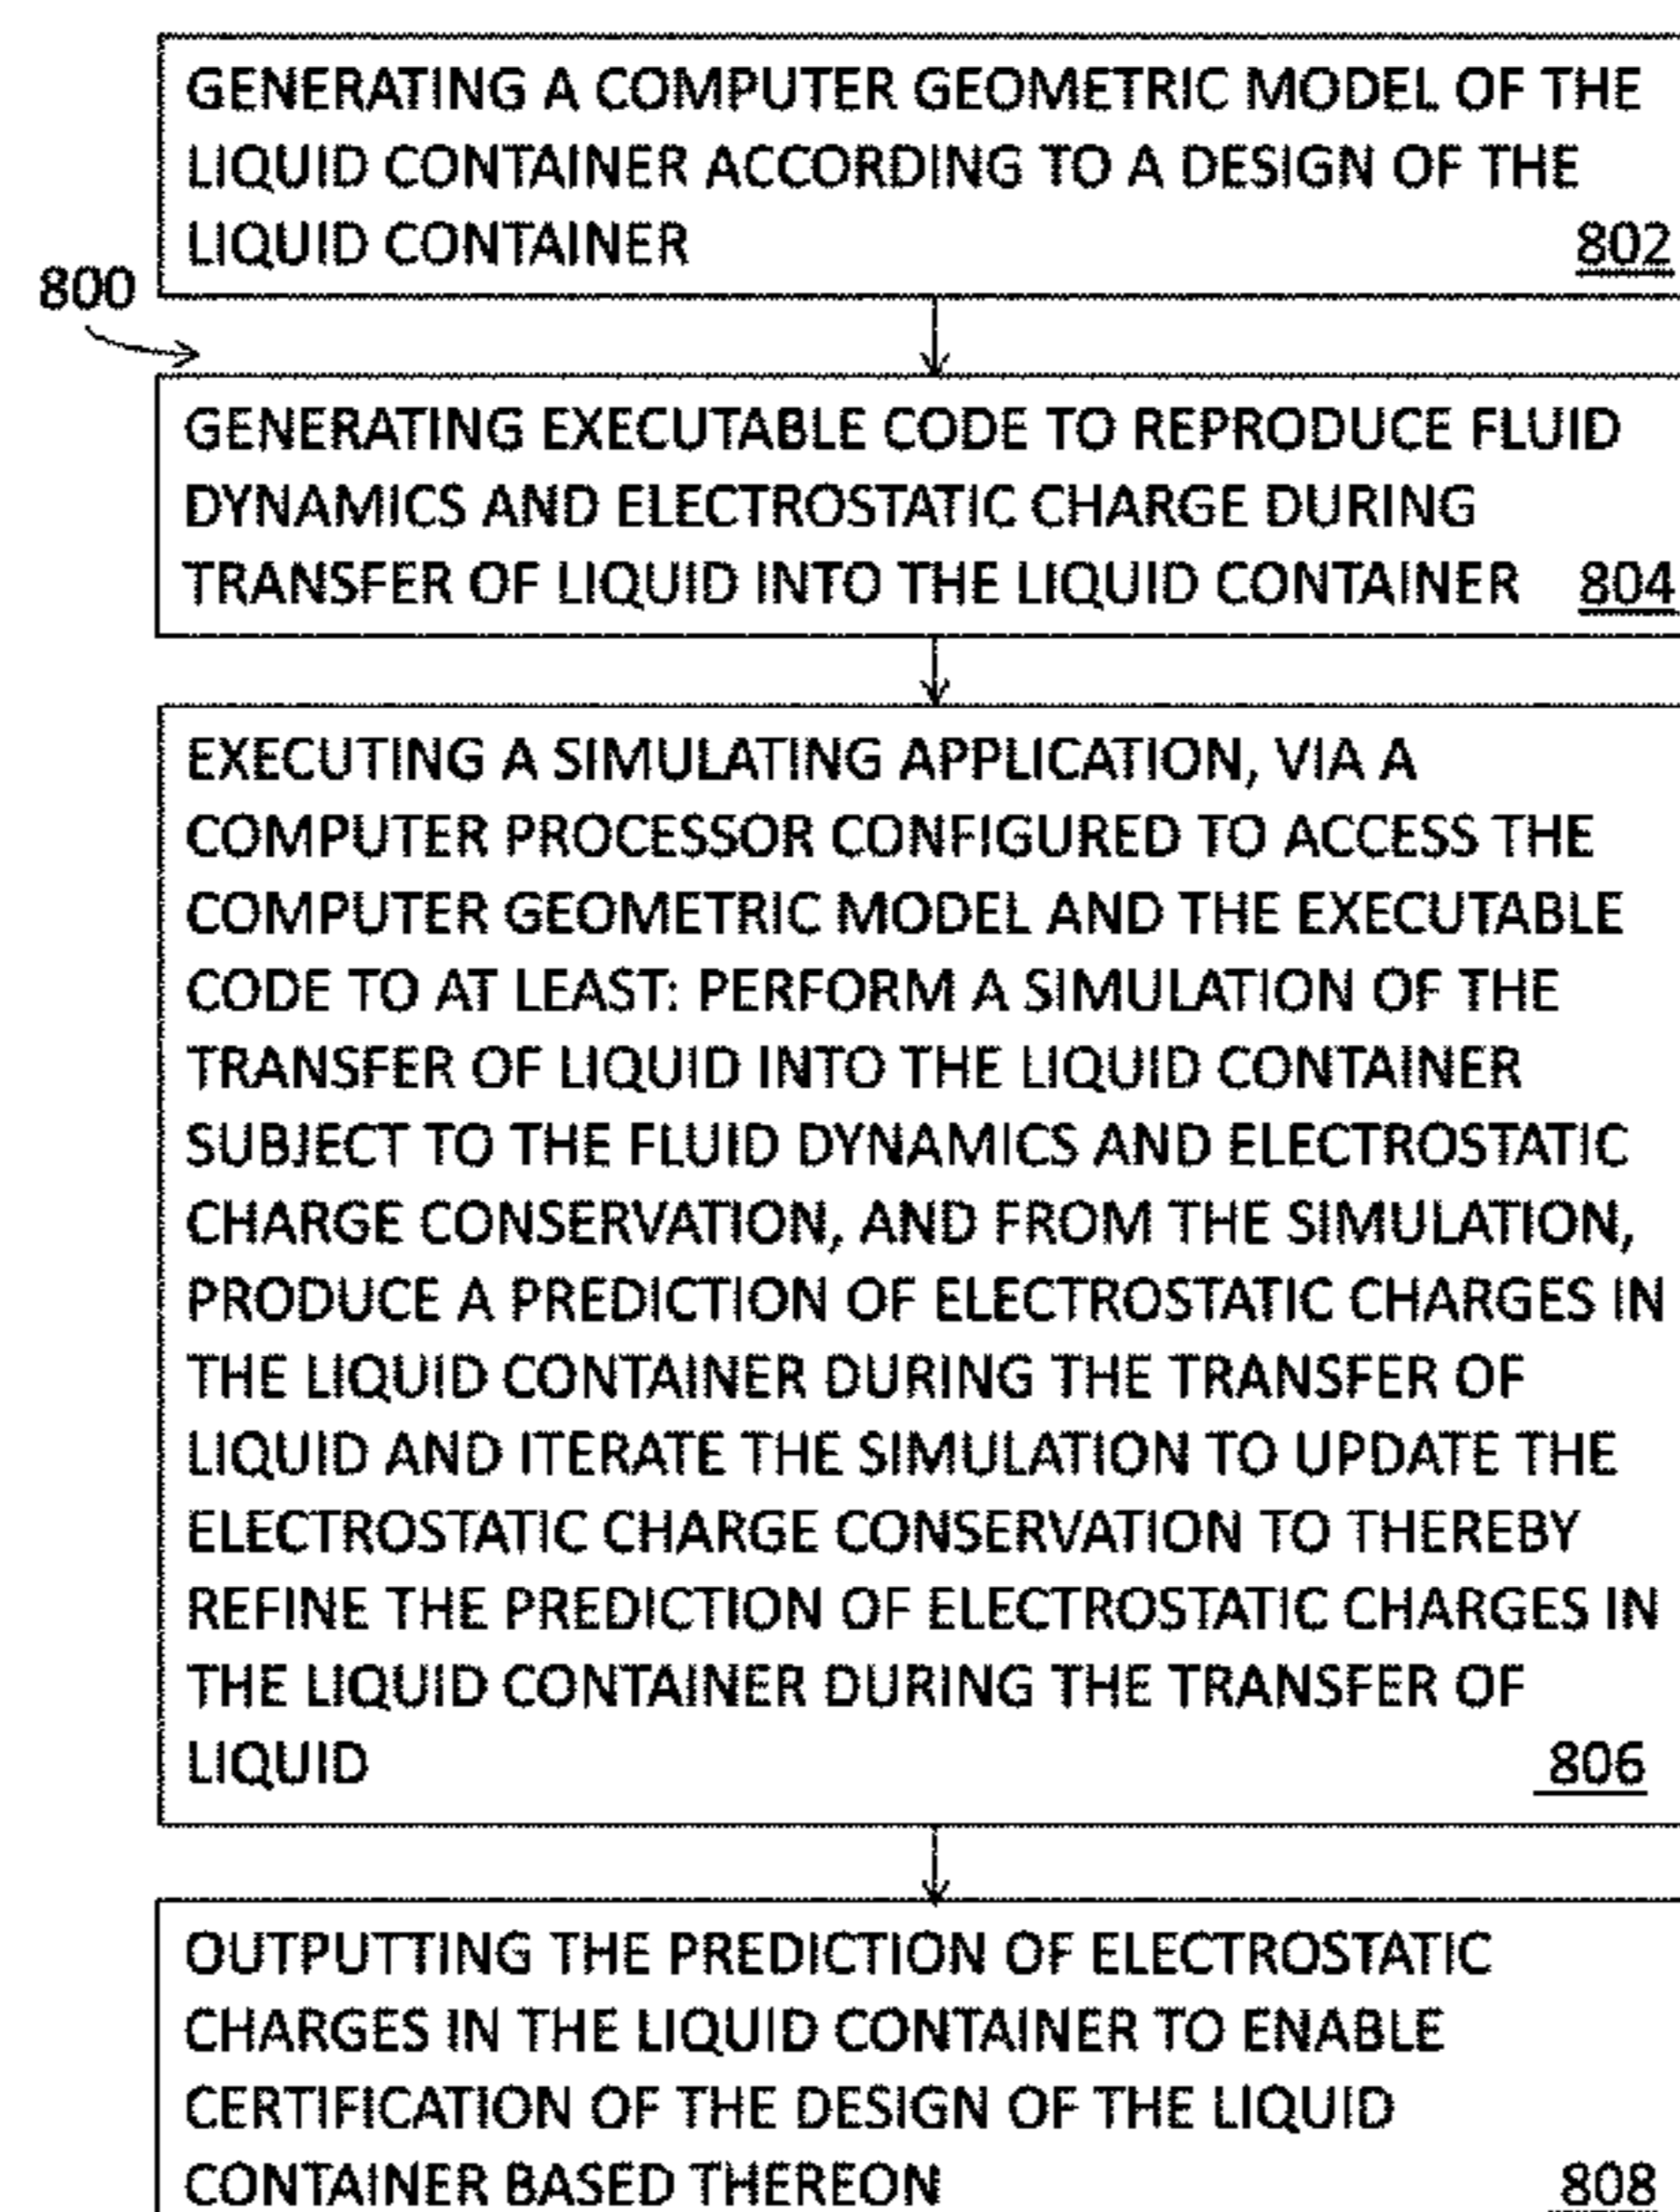 GENERATING A COMPUTER GEOMETRIC MODEL OF THE
LIQUID CONTAINER ACCORDING TO A DESIGN OF THE
LIQUID CONTAINER 802
800
GENERATING EXECUTABLE CODE TO REPRODUCE FLUID
DYNAMICS AND ELECTROSTATIC CHARGE DURING
TRANSFER OF LIQUID INTO THE LIQUID CONTAINER 804
EXECUTING A SIMULATING APPLICATION, VIA A
COMPUTER PROCESSOR CONFIGURED TO ACCESS THE
COMPUTER GEOMETRIC MODEL AND THE EXECUTABLE
CODE TO AT LEAST: PERFORM A SIMULATION OF THE
TRANSFER OF LIQUID INTO THE LIQUID CONTAINER
SUBJECT TO THE FLUID DYNAMICS AND ELECTROSTATIC
CHARGE CONSERVATION, AND FROM THE SIMULATION,
PRODUCE A PREDICTION OF ELECTROSTATIC CHARGES IN
THE LIQUID CONTAINER DURING THE TRANSFER OF
LIQUID AND ITERATE THE SIMULATION TO UPDATE THE
ELECTROSTATIC CHARGE CONSERVATION TO THEREBY
REFINE THE PREDICTION OF ELECTROSTATIC CHARGES IN
THE LIQUID CONTAINER DURING THE TRANSFER OF
LIQUID 806
OUTPUTTING THE PREDICTION OF ELECTROSTATIC
CHARGES IN THE LIQUID CONTAINER TO ENABLE
CERTIFICATION OF THE DESIGN OF THE LIQUID
CONTAINER BASED THEREON 808